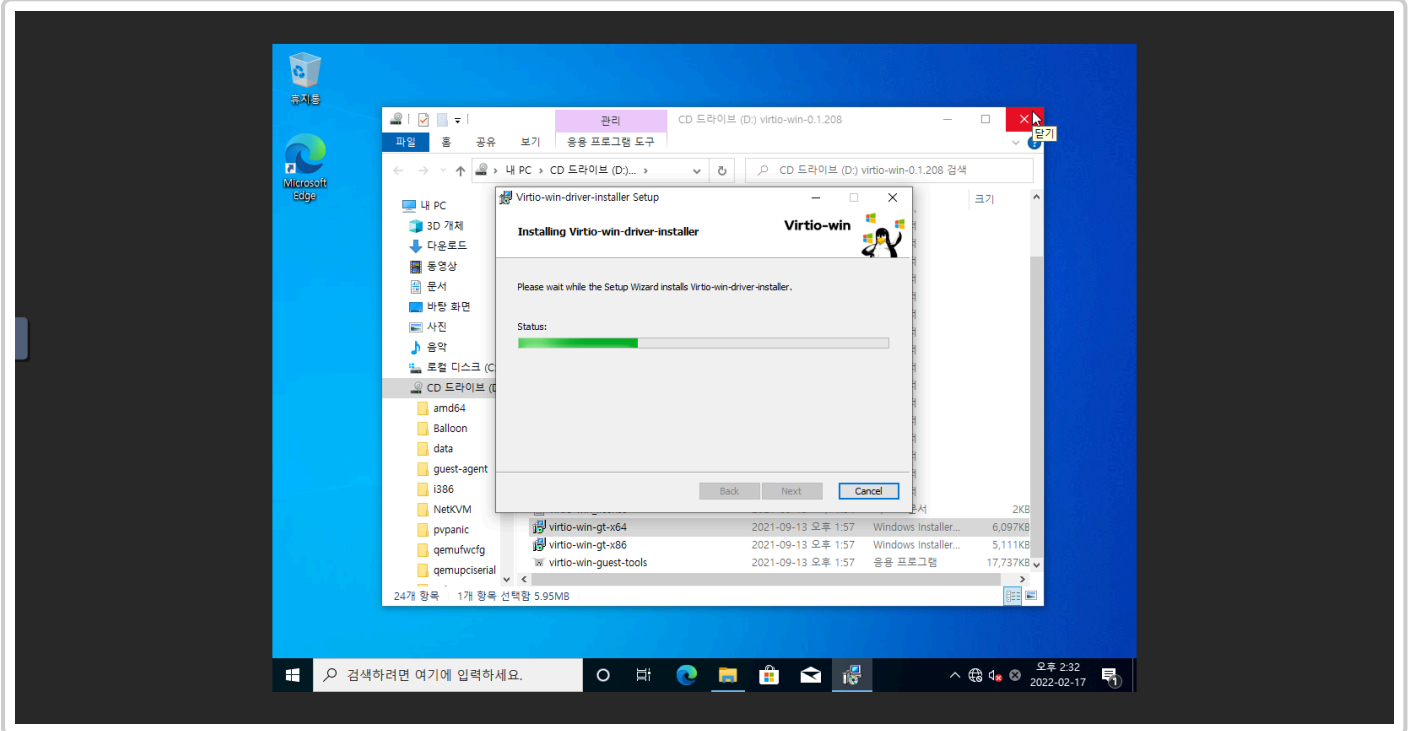 휴지통
Microsoft
Edge
관리
CD 드라이브 (D:) virtio-win-0.1.208
닫기
파일 홈 공유 보기 응용 프로그램 도구
내 PC › CD 드라이브 (D:)... ›
CD 드라이브 (D:) virtio-win-0.1.208 검색
내 PC
3D 개체
다운로드
동영상
문서
바탕 화면
사진
음악
로컬 디스크 (C
CD 드라이브 (D
amd64
Balloon
data
guest-agent
i386
NetKVM
pvpanic
qemufwcfg
qemupciserial
크기
Virtio-win-driver-installer Setup
Installing Virtio-win-driver-installer
Virtio-win
Please wait while the Setup Wizard installs Virtio-win-driver-installer.
Status:
Back Next Cancel
2KB
virtio-win-gt-x64 2021-09-13 오후 1:57 Windows Installer... 6,097KB
virtio-win-gt-x86 2021-09-13 오후 1:57 Windows Installer... 5,111KB
virtio-win-guest-tools 2021-09-13 오후 1:57 응용 프로그램 17,737KB
24개 항목 1개 항목 선택함 5.95MB
검색하려면 여기에 입력하세요.
오후 2:32
2022-02-17
1